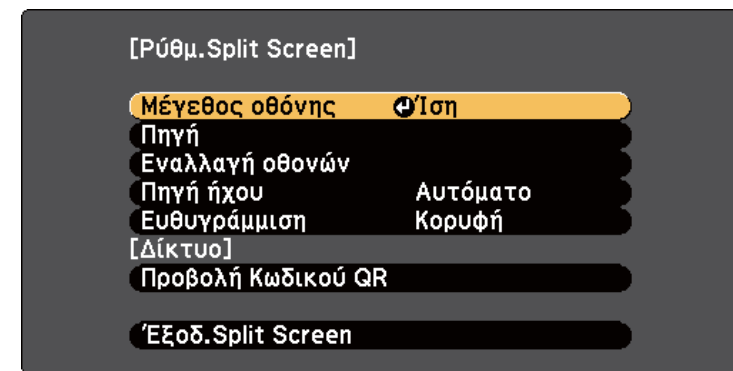 [Ρύθμ.Split Screen]
Μέγεθος οθόνης Ίση
Πηγή
Εναλλαγή οθονών
Πηγή ήχου Αυτόματο
Ευθυγράμμιση Κορυφή
[Δίκτυο]
Προβολή Κωδικού QR
Έξοδ.Split Screen